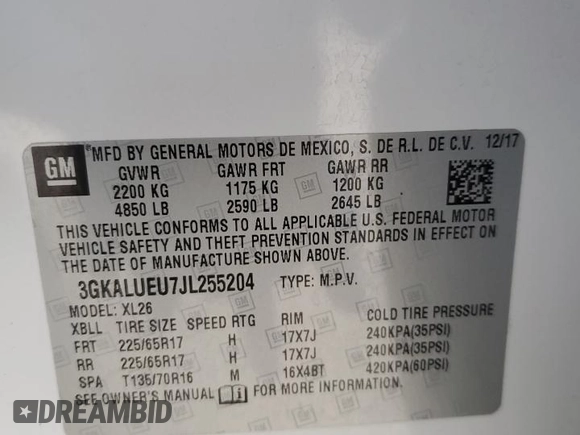 GM
MFD BY GENERAL MOTORS DE MEXICO, S. DE R.L. DE C.V. 12/17
GVWR GAWR FRT GAWR RR
2200 KG 1175 KG 1200 KG
4850 LB 2590 LB 2645 LB
THIS VEHICLE CONFORMS TO ALL APPLICABLE U.S. FEDERAL MOTOR
VEHICLE SAFETY AND THEFT PREVENTION STANDARDS IN EFFECT ON
THE DATE OF MANUFACTURE SHOWN ABOVE.
3GKALUEU7JL255204 TYPE: M.P.V.
MODEL: XL26
XBLL TIRE SIZE SPEED RTG RIM COLD TIRE PRESSURE
FRT 225/65R17 H 17X7J 240KPA(35PSI)
RR 225/65R17 H 17X7J 240KPA(35PSI)
SPA T135/70R16 M 16X4BT 420KPA(60PSI)
SEE OWNER'S MANUAL FOR MORE INFORMATION.
DREAMBID